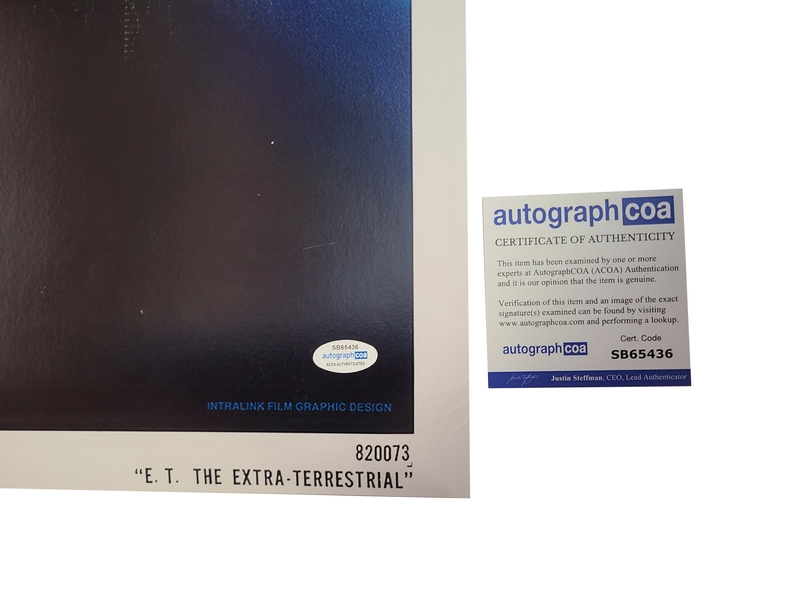 SB65436
autographcoa
ACOA AUTHENTICATED
INTRALINK FILM GRAPHIC DESIGN
820073
“E. T. THE EXTRA-TERRESTRIAL”
autographcoa
CERTIFICATE OF AUTHENTICITY
This item has been examined by one or more
experts at AutographCOA (ACOA) Authentication
and it is our opinion that the item is genuine.
Verification of this item and an image of the exact
signature(s) examined can be found by visiting
www.autographcoa.com and performing a lookup.
autographcoa
Cert. Code
SB65436
Justin Steffman, CEO, Lead Authenticator